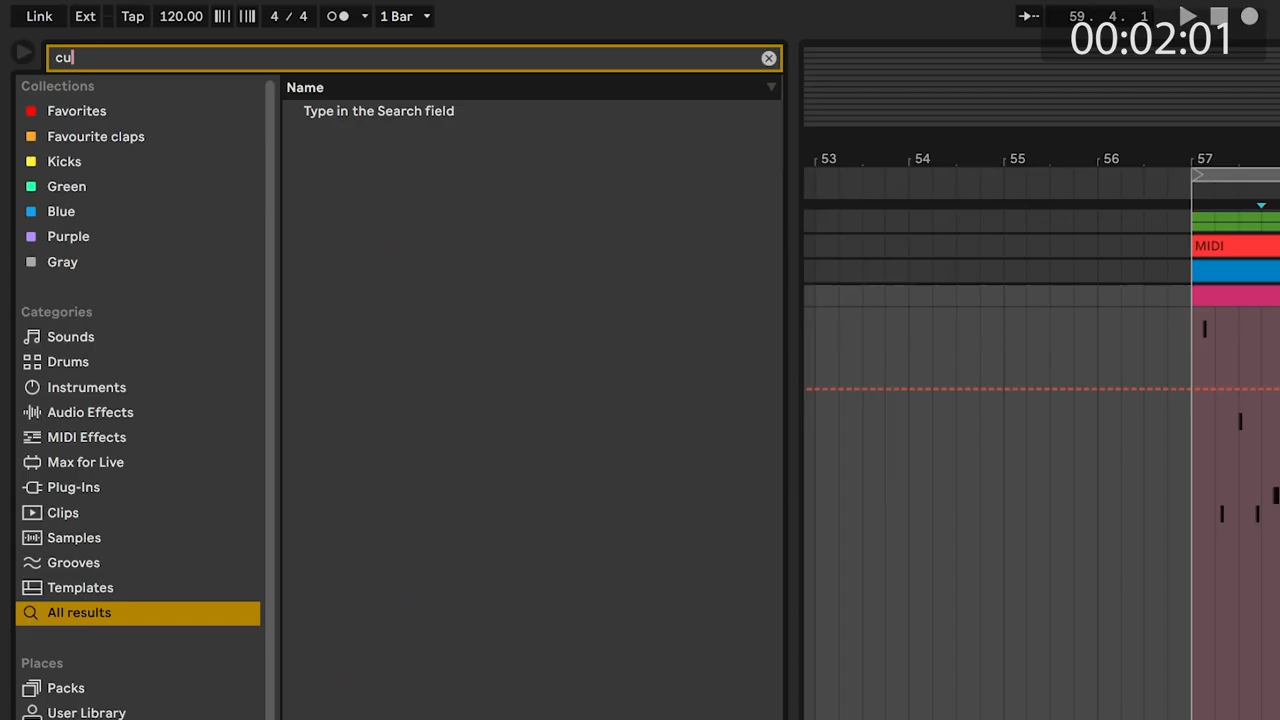 Link Ext Tap 120.00 4 / 4 1 Bar 59. 4. 1
00:02:01
cu
Collections
Favorites
Favourite claps
Kicks
Green
Blue
Purple
Gray
Categories
Sounds
Drums
Instruments
Audio Effects
MIDI Effects
Max for Live
Plug-Ins
Clips
Samples
Grooves
Templates
All results
Places
Packs
User Library
Name
Type in the Search field
53 54 55 56 57
MIDI